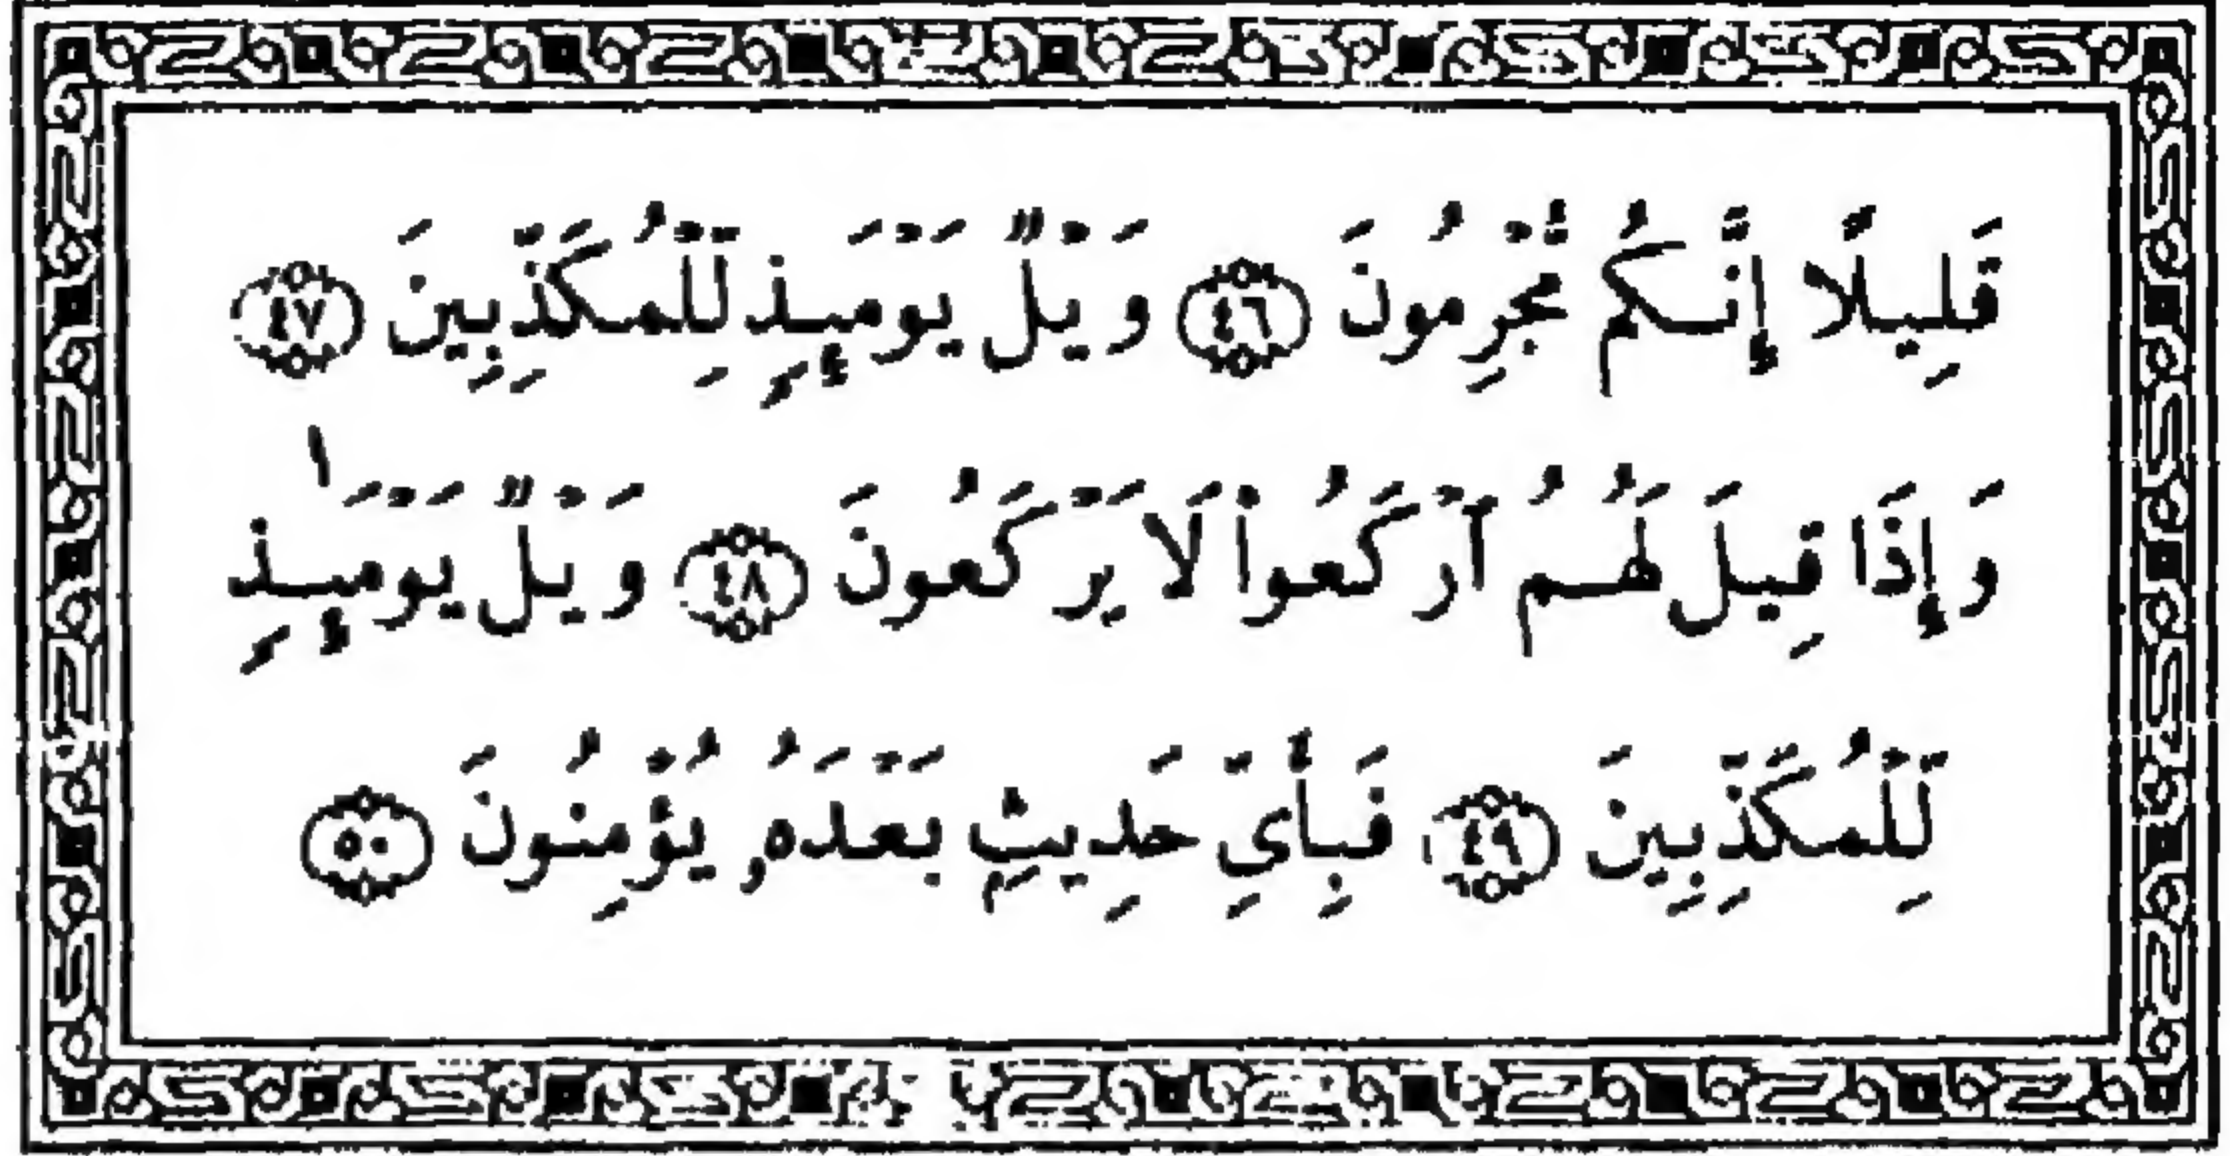 قَلِيلًا إِنَّكُم مُّجْرِمُونَ ٤٦ وَيْلٌ يَوْمَئِذٍ لِّلْمُكَذِّبِينَ ٤٧
وَإِذَا قِيلَ لَهُمُ ٱرْكَعُوا۟ لَا يَرْكَعُونَ ٤٨ وَيْلٌ يَوْمَئِذٍ
لِّلْمُكَذِّبِينَ ٤٩ فَبِأَيِّ حَدِيثٍ بَعْدَهُۥ يُؤْمِنُونَ ٥٠